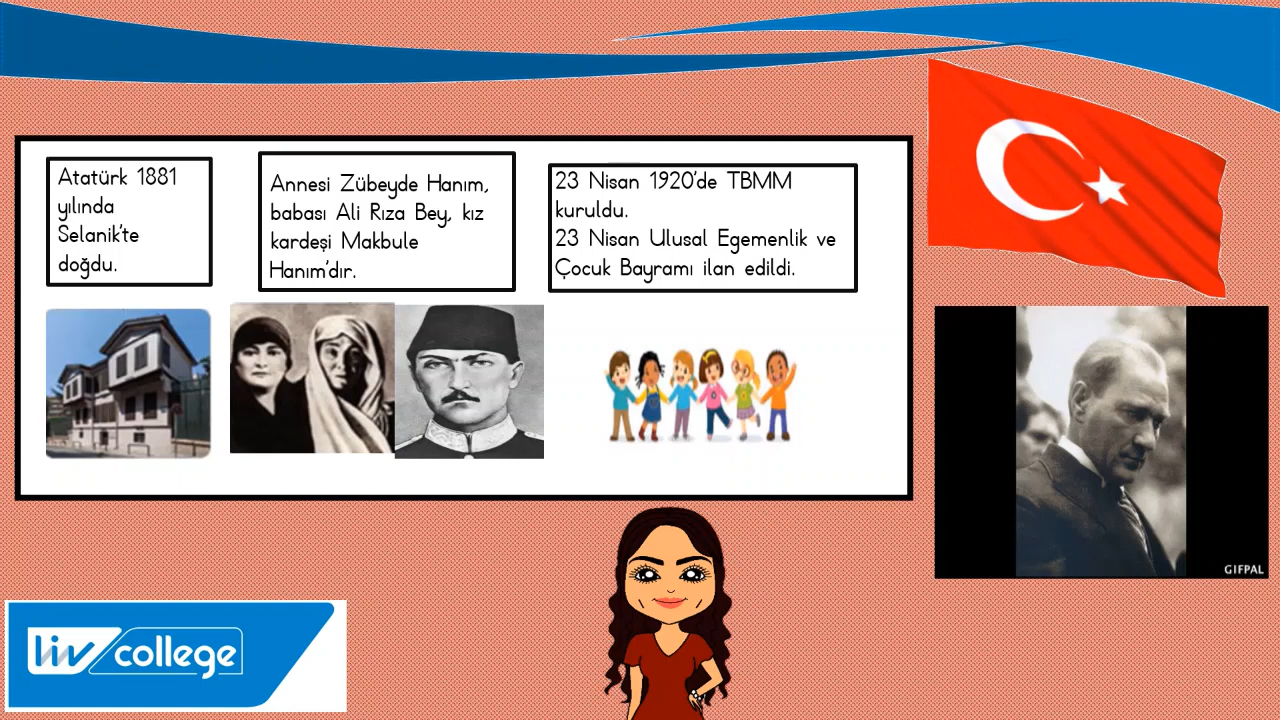 Atatürk 1881
yılında
Selanik'te
doğdu.
Annesi Zübeyde Hanım,
babası Ali Rıza Bey, kız
kardeşi Makbule
Hanım'dır.
23 Nisan 1920'de TBMM
kuruldu.
23 Nisan Ulusal Egemenlik ve
Çocuk Bayramı ilan edildi.
GIFPAL
liv college